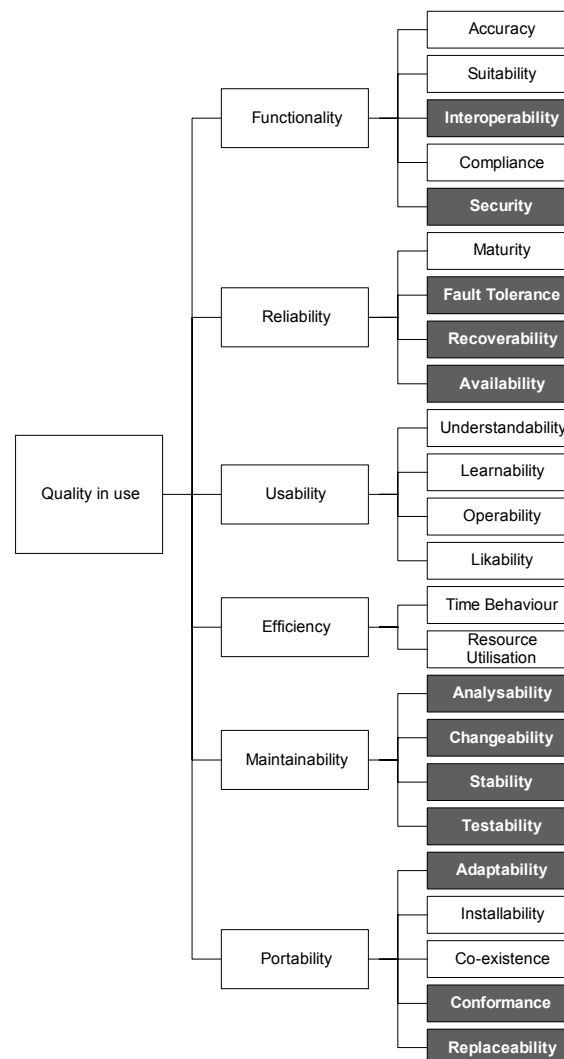 Quality in use
Functionality
Accuracy
Suitability
Interoperability
Compliance
Security
Reliability
Maturity
Fault Tolerance
Recoverability
Availability
Usability
Understandability
Learnability
Operability
Likability
Efficiency
Time Behaviour
Resource
Utilisation
Maintainability
Analysability
Changeability
Stability
Testability
Portability
Adaptability
Installability
Co-existence
Conformance
Replaceability